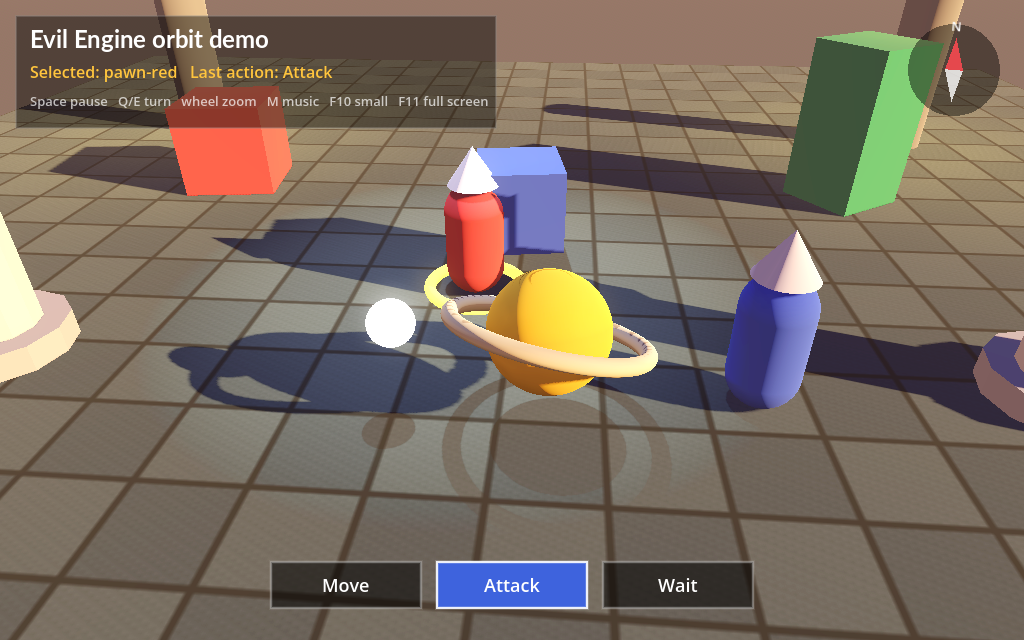 Evil Engine orbit demo
Selected: pawn-red Last action: Attack
Space pause Q/E turn wheel zoom M music F10 small F11 full screen
N
Move Attack Wait